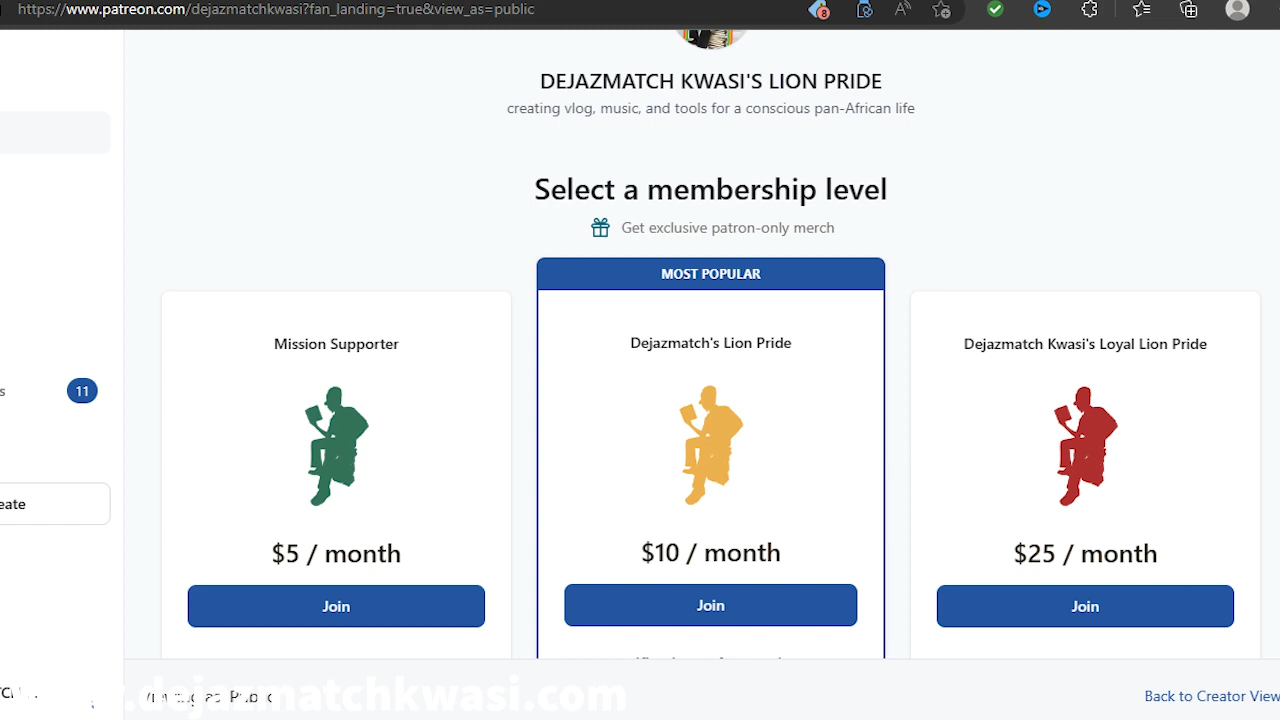 https://www.patreon.com/dejazmatchkwasi?fan_landing=true&view_as=public
8
DEJAZMATCH KWASI'S LION PRIDE
creating vlog, music, and tools for a conscious pan-African life
Select a membership level
Get exclusive patron-only merch
MOST POPULAR
Mission Supporter
Dejazmatch's Lion Pride
Dejazmatch Kwasi's Loyal Lion Pride
s
11
eate
$5 / month
$10 / month
$25 / month
Join
Join
Join
.dejazmatchkwasi.com
Back to Creator View